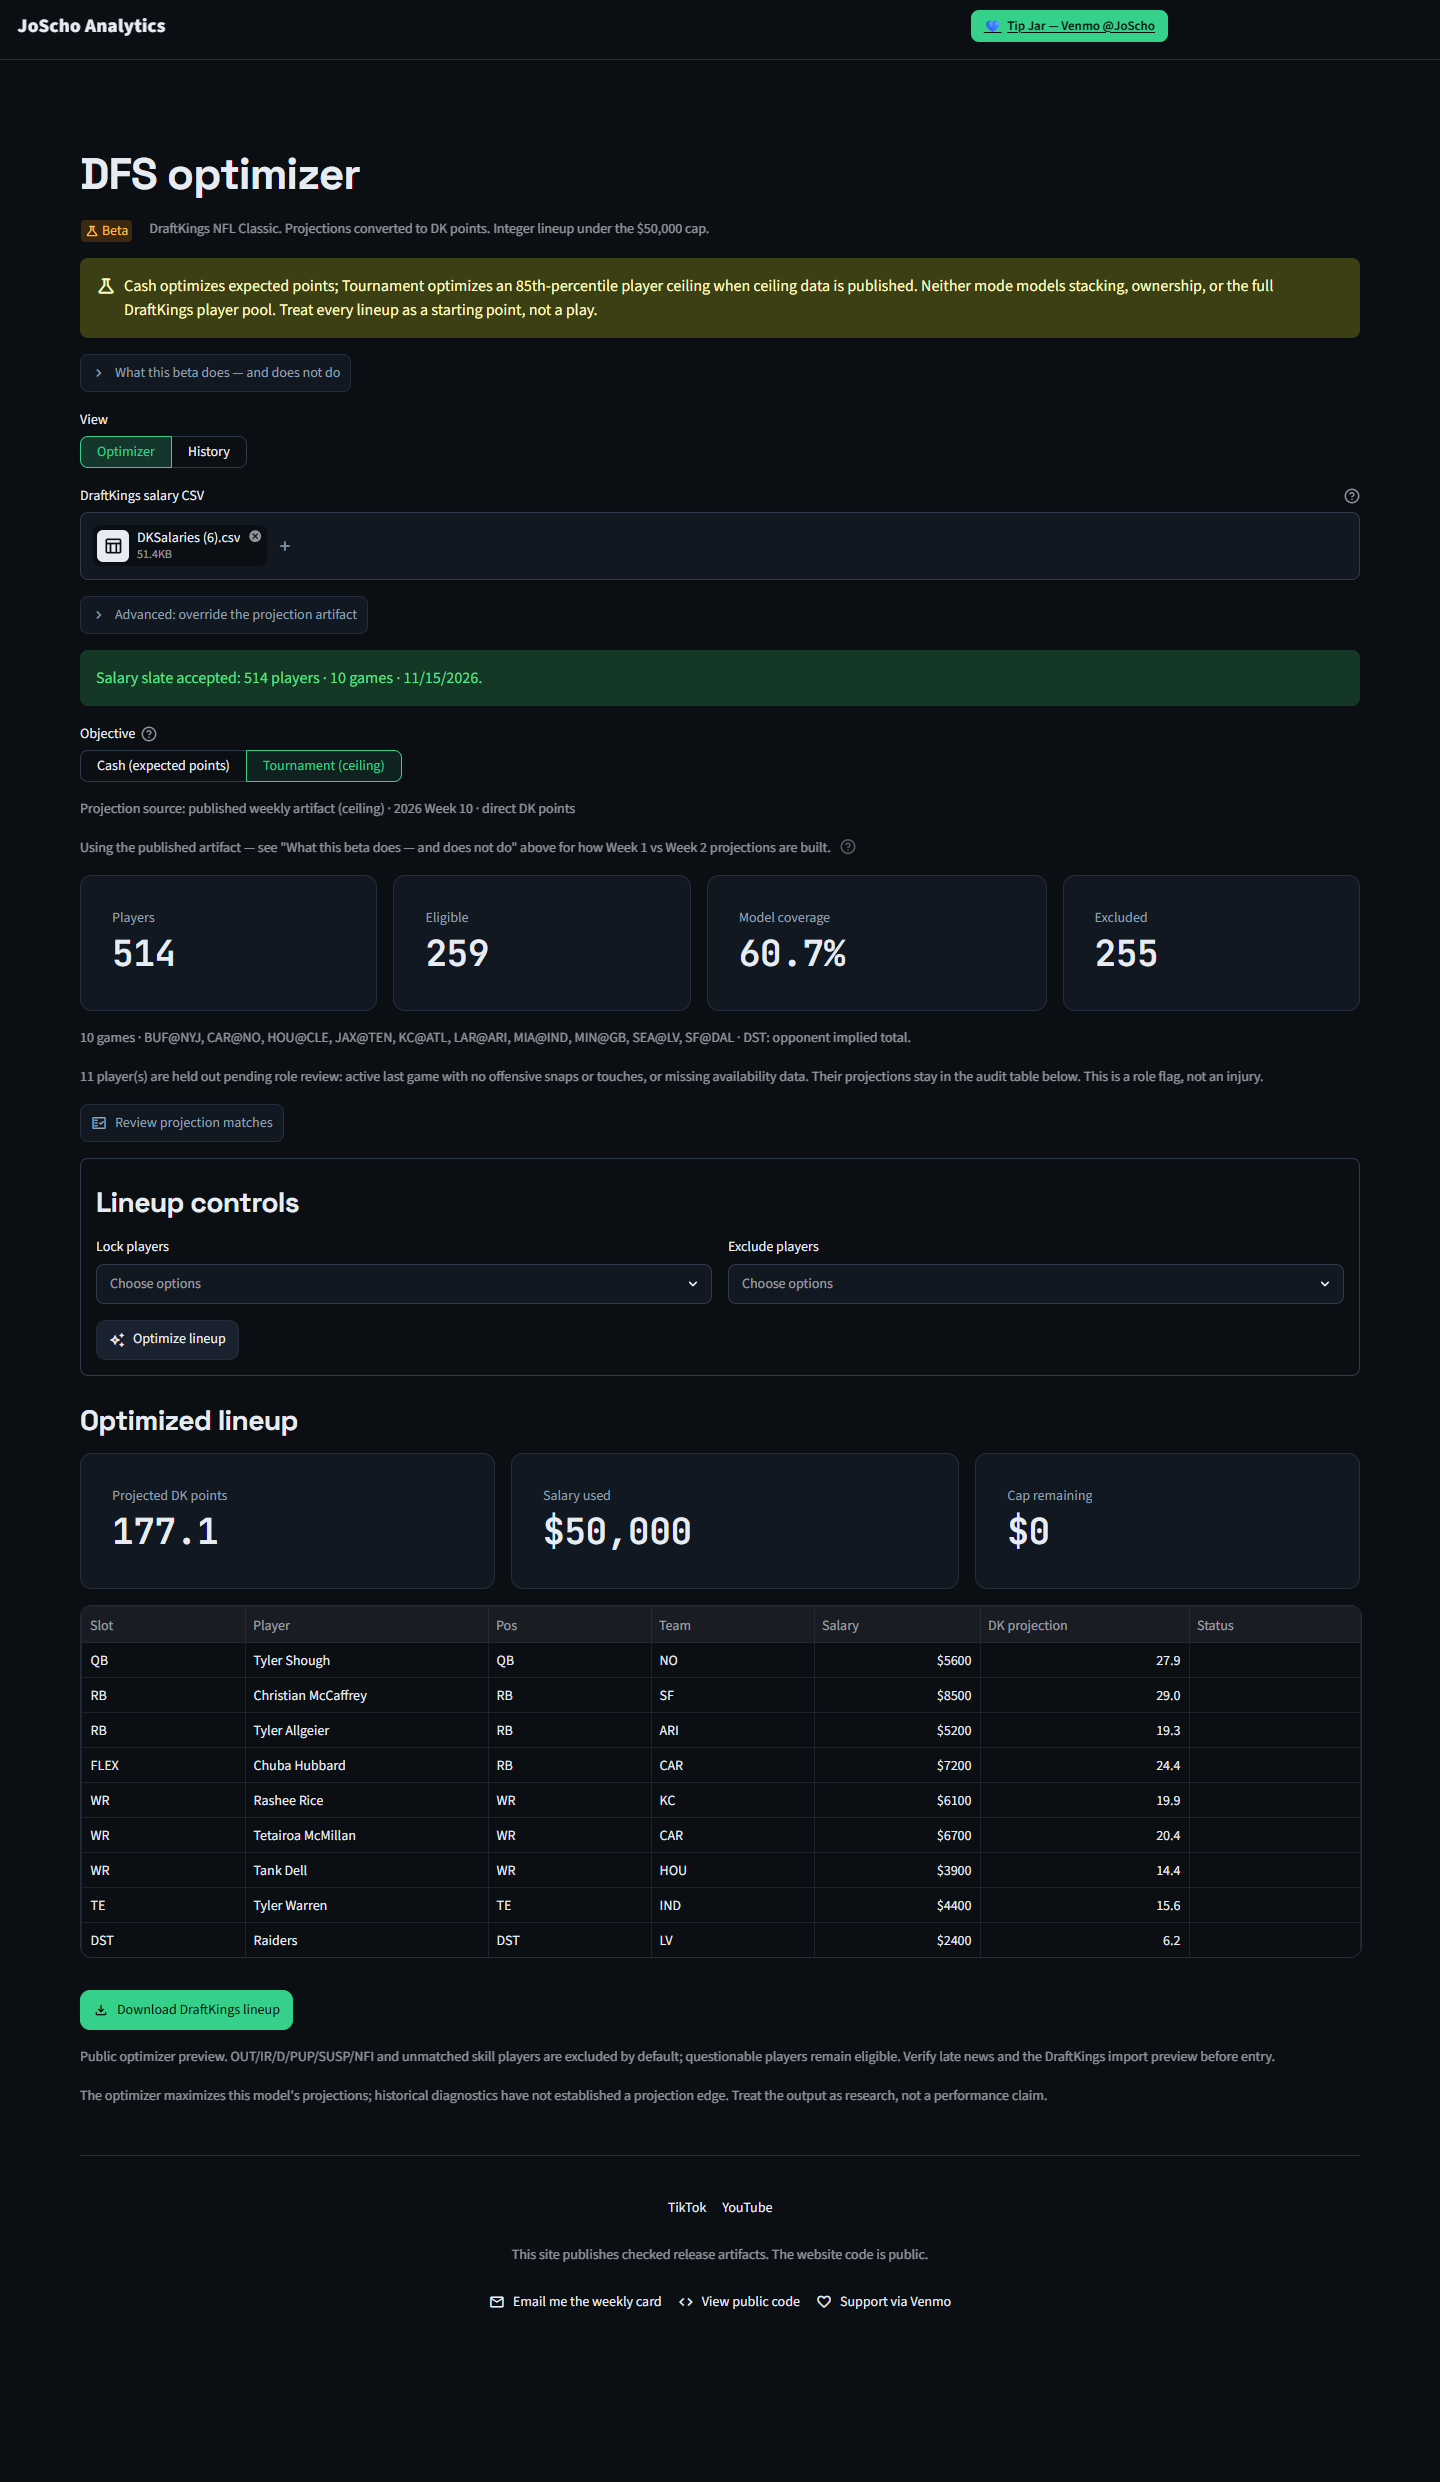 JoScho Analytics
💙 Tip Jar — Venmo @JoScho
DFS optimizer
Beta
DraftKings NFL Classic. Projections converted to DK points. Integer lineup under the $50,000 cap.
Cash optimizes expected points; Tournament optimizes an 85th-percentile player ceiling when ceiling data is published. Neither mode models stacking, ownership, or the full
DraftKings player pool. Treat every lineup as a starting point, not a play.
What this beta does — and does not do
View
Optimizer History
DraftKings salary CSV
DKSalaries (6).csv
51.4KB
Advanced: override the projection artifact
Salary slate accepted: 514 players · 10 games · 11/15/2026.
Objective
Cash (expected points) Tournament (ceiling)
Projection source: published weekly artifact (ceiling) · 2026 Week 10 · direct DK points
Using the published artifact — see "What this beta does — and does not do" above for how Week 1 vs Week 2 projections are built.
Players Eligible Model coverage Excluded
514 259 60.7% 255
10 games · BUF@NYJ, CAR@NO, HOU@CLE, JAX@TEN, KC@ATL, LAR@ARI, MIA@IND, MIN@GB, SEA@LV, SF@DAL · DST: opponent implied total.
11 player(s) are held out pending role review: active last game with no offensive snaps or touches, or missing availability data. Their projections stay in the audit table below. This is a role flag, not an injury.
Review projection matches
Lineup controls
Lock players Exclude players
Choose options Choose options
Optimize lineup
Optimized lineup
Projected DK points Salary used Cap remaining
177.1 $50,000 $0
Slot Player Pos Team Salary DK projection Status
QB Tyler Shough QB NO $5600 27.9
RB Christian McCaffrey RB SF $8500 29.0
RB Tyler Allgeier RB ARI $5200 19.3
FLEX Chuba Hubbard RB CAR $7200 24.4
WR Rashee Rice WR KC $6100 19.9
WR Tetairoa McMillan WR CAR $6700 20.4
WR Tank Dell WR HOU $3900 14.4
TE Tyler Warren TE IND $4400 15.6
DST Raiders DST LV $2400 6.2
Download DraftKings lineup
Public optimizer preview. OUT/IR/D/PUP/SUSP/NFI and unmatched skill players are excluded by default; questionable players remain eligible. Verify late news and the DraftKings import preview before entry.
The optimizer maximizes this model's projections; historical diagnostics have not established a projection edge. Treat the output as research, not a performance claim.
TikTok YouTube
This site publishes checked release artifacts. The website code is public.
Email me the weekly card View public code Support via Venmo